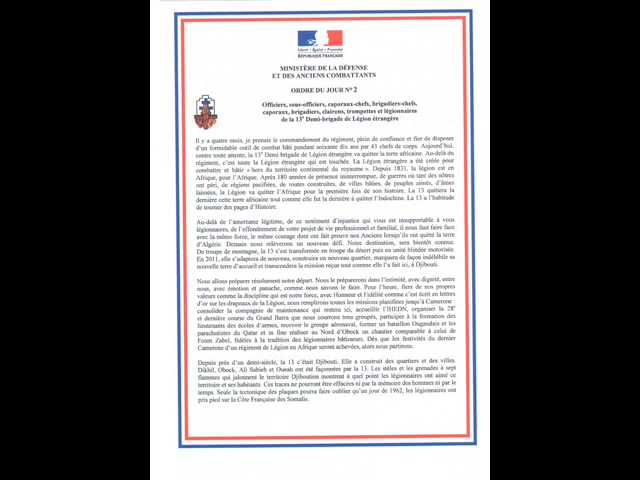 Liberté • Égalité • Fraternité
RÉPUBLIQUE FRANÇAISE
MINISTÈRE DE LA DÉFENSE
ET DES ANCIENS COMBATTANTS
ORDRE DU JOUR N° 2
Officiers, sous-officiers, caporaux-chefs, brigadiers-chefs,
caporaux, brigadiers, clairons, trompettes et légionnaires
de la 13e Demi-brigade de Légion étrangère
Il y a quatre mois, je prenais le commandement du régiment, plein de confiance et fier de disposer
d'un formidable outil de combat bâti pendant soixante dix ans par 43 chefs de corps. Aujourd'hui,
contre toute attente, la 13e Demi brigade de Légion étrangère va quitter la terre africaine. Au-delà du
régiment, c'est toute la Légion étrangère qui est touchée. La Légion étrangère a été créée pour
combattre et bâtir « hors du territoire continental du royaume ». Depuis 1831, la légion est en
Afrique, pour l'Afrique. Après 180 années de présence ininterrompue, de guerres où tant des nôtres
ont péri, de régions pacifiées, de routes construites, de villes bâties, de peuples aimés, d'âmes
laissées, la Légion va quitter l'Afrique pour la première fois de son histoire. La 13 quittera la
dernière cette terre africaine tout comme elle fut la dernière à quitter l'Indochine. La 13 a l'habitude
de tourner des pages d'Histoire.
Au-delà de l'amertume légitime, de ce sentiment d'injustice qui vous est insupportable à vous
légionnaires, de l'effondrement de votre projet de vie professionnel et familial, il nous faut faire face
avec la même force, le même courage dont ont fait preuve nos Anciens lorsqu'ils ont quitté la terre
d'Algérie. Demain nous relèverons un nouveau défi. Notre destination, sera bientôt connue.
De troupe de montagne, la 13 s'est transformée en troupe du désert puis en unité blindée motorisée.
En 2011, elle s'adaptera de nouveau, construira un nouveau quartier, marquera de façon indélébile sa
nouvelle terre d'accueil et transcendera la mission reçue tout comme elle l'a fait ici, à Djibouti.
Nous allons préparer résolument notre départ. Nous le préparerons dans l'intimité, avec dignité, entre
nous, avec émotion et panache, comme nous savons le faire. Pour l'heure, fiers de nos propres
valeurs comme la discipline qui est notre force, avec Honneur et Fidélité comme c'est écrit en lettres
d'or sur les drapeaux de la Légion, nous remplirons toutes les missions planifiées jusqu'à Camerone :
consolider la compagnie de maintenance qui restera ici, accueillir l'IHEDN, organiser la 28e
et dernière course du Grand Barra que nous courrons tous groupés, participer à la formation des
lieutenants des écoles d'armes, recevoir le groupe aéronaval, former un bataillon Ougandais et les
parachutistes du Qatar et in fine réaliser au Nord d'Obock un chantier comparable à celui de
Foum Zabel, fidèles à la tradition des légionnaires bâtisseurs. Dès que les festivités du dernier
Camerone d'un régiment de Légion en Afrique seront achevées, alors nous partirons.
Depuis près d'un demi-siècle, la 13 c'était Djibouti. Elle a construit des quartiers et des villes.
Dikhil, Obock, Ali Sabieh et Oueah ont été façonnées par la 13. Les stèles et les grenades à sept
flammes qui jalonnent le territoire Djiboutien montrent à quel point les légionnaires ont aimé ce
territoire et ses habitants. Ces traces ne pourront être effacées ni par la mémoire des hommes ni par le
temps. Seule la tectonique des plaques pourra faire oublier qu'un jour de 1962, les légionnaires ont
pris pied sur la Côte Française des Somalis.